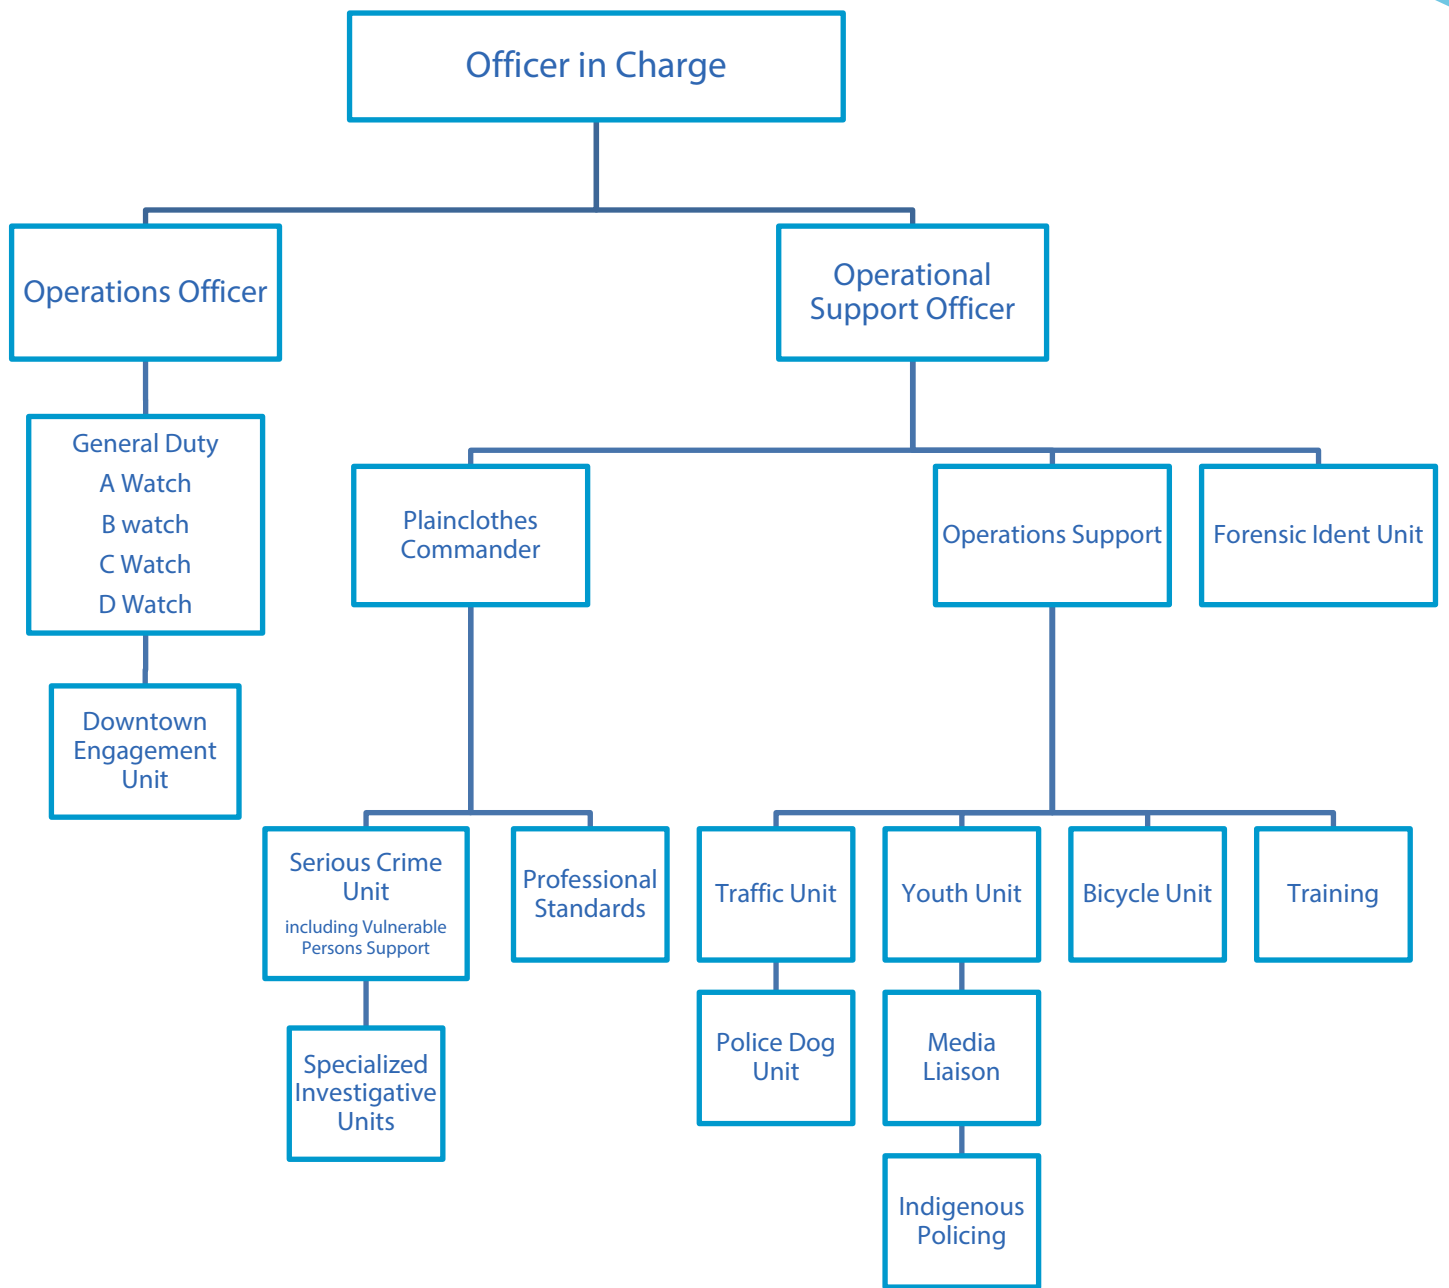 Officer in Charge
Operations Officer
Operational
Support Officer
General Duty
A Watch
B watch
C Watch
D Watch
Plainclothes
Commander
Operations Support
Forensic Ident Unit
Downtown
Engagement
Unit
Serious Crime
Unit
including Vulnerable
Persons Support
Professional
Standards
Traffic Unit
Youth Unit
Bicycle Unit
Training
Specialized
Investigative
Units
Police Dog
Unit
Media
Liaison
Indigenous
Policing